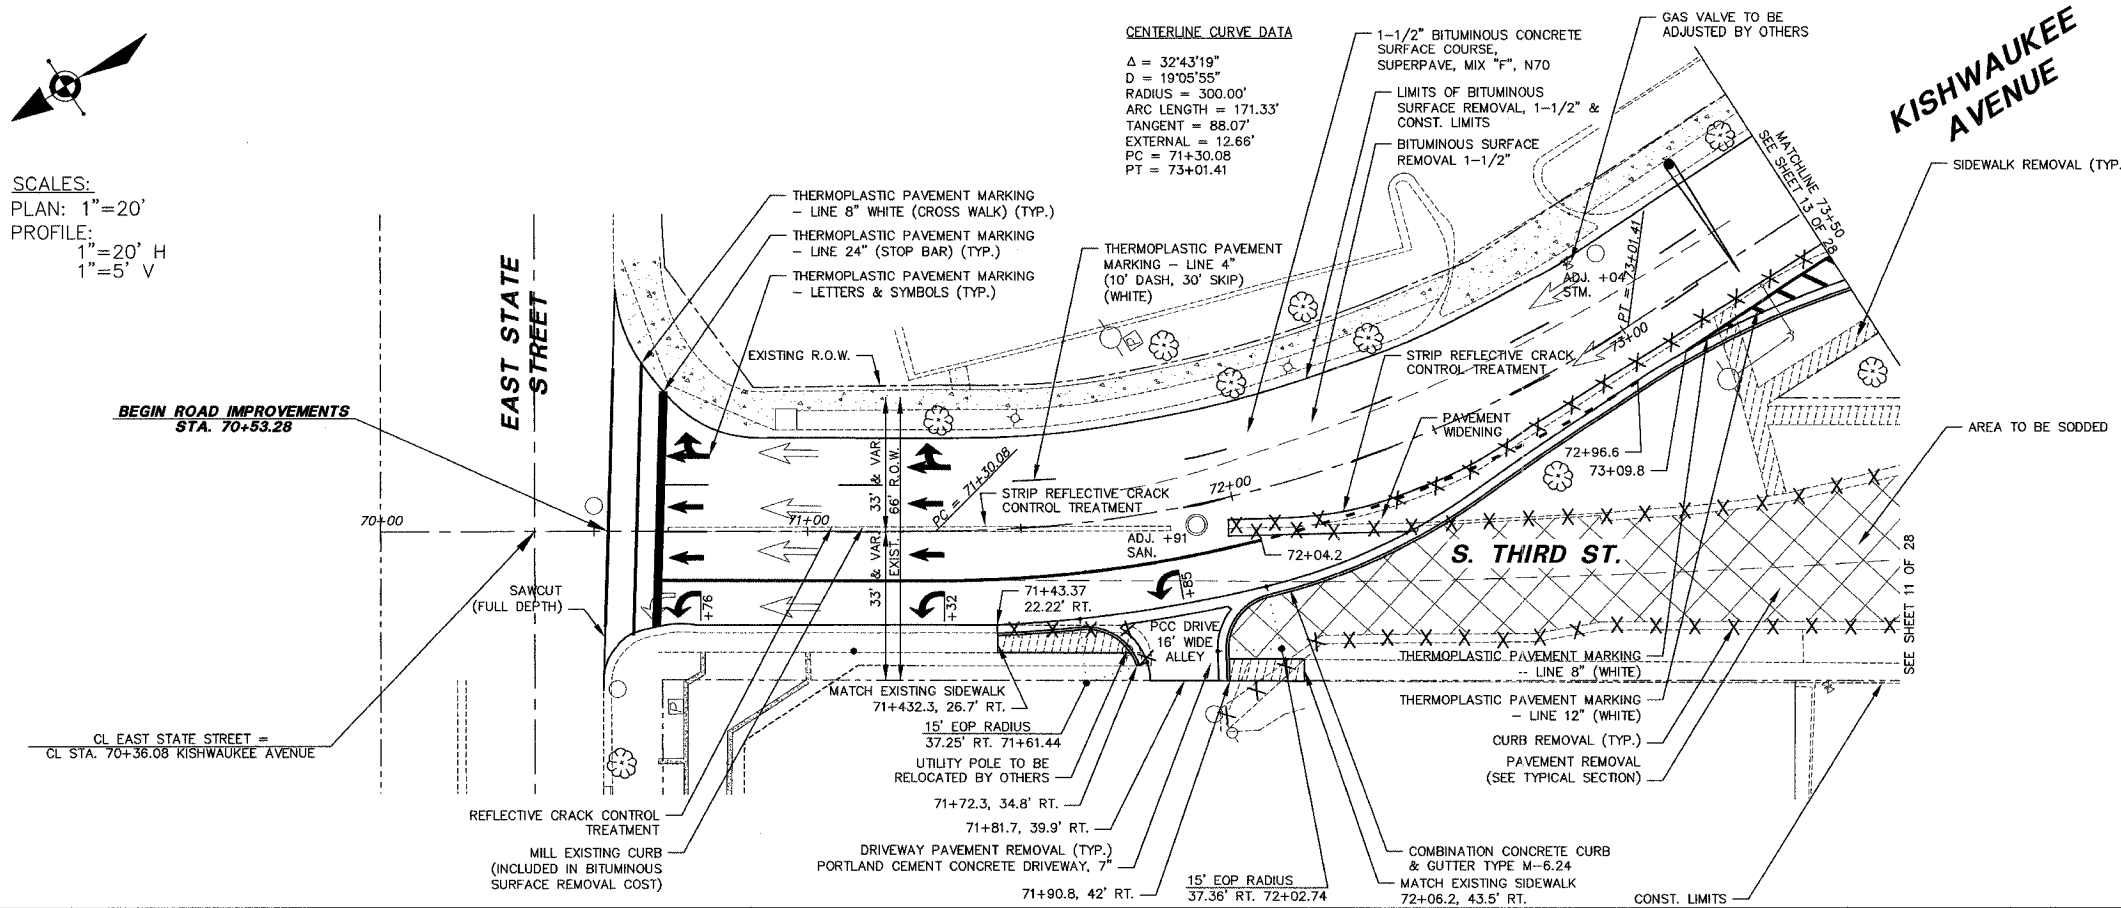 SCALES:
PLAN: 1"=20'
PROFILE:
1"=20' H
1"=5' V
CENTERLINE CURVE DATA
Δ = 32°43'19"
D = 19°05'55"
RADIUS = 300.00'
ARC LENGTH = 171.33'
TANGENT = 88.07'
EXTERNAL = 12.66'
PC = 71+30.08
PT = 73+01.41
1-1/2" BITUMINOUS CONCRETE
SURFACE COURSE,
SUPERPAVE, MIX "F", N70
LIMITS OF BITUMINOUS
SURFACE REMOVAL, 1-1/2" &
CONST. LIMITS
BITUMINOUS SURFACE
REMOVAL 1-1/2"
GAS VALVE TO BE
ADJUSTED BY OTHERS
KISHWAUKEE
AVENUE
MATCHLINE 73+50
SEE SHEET 13 OF 28
SIDEWALK REMOVAL (TYP.
THERMOPLASTIC PAVEMENT MARKING
- LINE 8" WHITE (CROSS WALK) (TYP.)
THERMOPLASTIC PAVEMENT MARKING
- LINE 24" (STOP BAR) (TYP.)
THERMOPLASTIC PAVEMENT MARKING
- LETTERS & SYMBOLS (TYP.)
THERMOPLASTIC PAVEMENT
MARKING - LINE 4"
(10' DASH, 30' SKIP)
(WHITE)
EAST STATE
STREET
EXISTING R.O.W.
ADJ. +04
STM.
PT = 73+01.41
73+00
STRIP REFLECTIVE CRACK
CONTROL TREATMENT
BEGIN ROAD IMPROVEMENTS
STA. 70+53.28
PAVEMENT
WIDENING
72+96.6
73+09.8
AREA TO BE SODDED
33' & VAR.
66' R.O.W.
PC = 71+30.08
STRIP REFLECTIVE CRACK
CONTROL TREATMENT
72+00
70+00
71+00
ADJ. +91
SAN.
72+04.2
S. THIRD ST.
33' & VAR.
EXIST.
SAWCUT
(FULL DEPTH)
+76
+32
71+43.37
22.22' RT.
+85
PCC DRIVE
16' WIDE
ALLEY
SEE SHEET 11 OF 28
P
P
MATCH EXISTING SIDEWALK
71+432.3, 26.7' RT.
15' EOP RADIUS
37.25' RT. 71+61.44
UTILITY POLE TO BE
RELOCATED BY OTHERS
71+72.3, 34.8' RT.
71+81.7, 39.9' RT.
DRIVEWAY PAVEMENT REMOVAL (TYP.)
PORTLAND CEMENT CONCRETE DRIVEWAY, 7"
71+90.8, 42' RT.
15' EOP RADIUS
37.36' RT. 72+02.74
THERMOPLASTIC PAVEMENT MARKING
-- LINE 8" (WHITE)
THERMOPLASTIC PAVEMENT MARKING
- LINE 12" (WHITE)
CURB REMOVAL (TYP.)
PAVEMENT REMOVAL
(SEE TYPICAL SECTION)
COMBINATION CONCRETE CURB
& GUTTER TYPE M-6.24
MATCH EXISTING SIDEWALK
72+06.2, 43.5' RT.
CONST. LIMITS
CL EAST STATE STREET =
CL STA. 70+36.08 KISHWAUKEE AVENUE
REFLECTIVE CRACK CONTROL
TREATMENT
MILL EXISTING CURB
(INCLUDED IN BITUMINOUS
SURFACE REMOVAL COST)